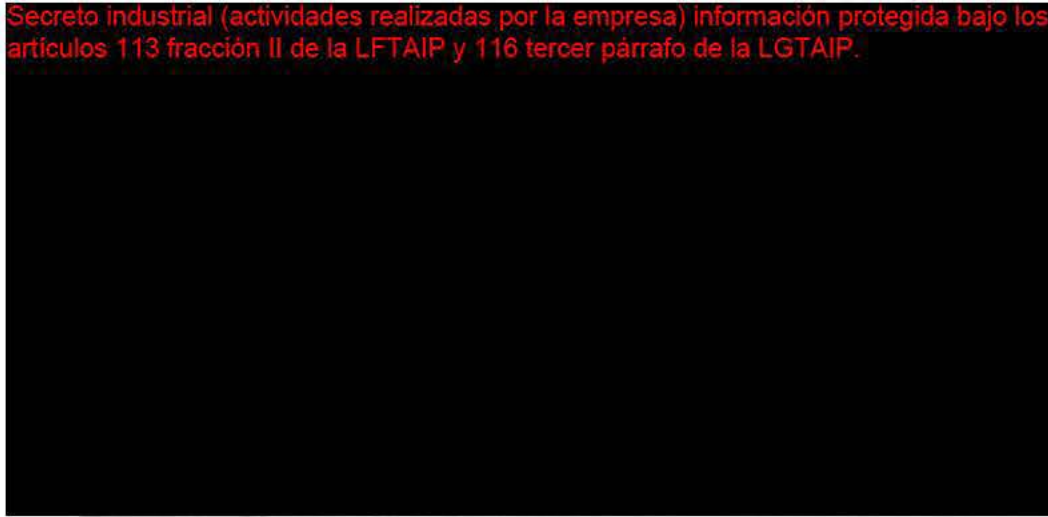 Secreto industrial (actividades realizadas por la empresa) información protegida bajo los
artículos 113 fracción II de la LFTAIP y 116 tercer párrafo de la LGTAIP.